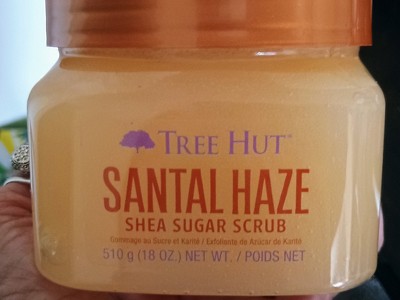 TREE HUT®
SANTAL HAZE
SHEA SUGAR SCRUB
Gommage au Sucre et Karité / Exfoliante de Azúcar de Karité
510 g (18 OZ.) NET WT. / POIDS NET